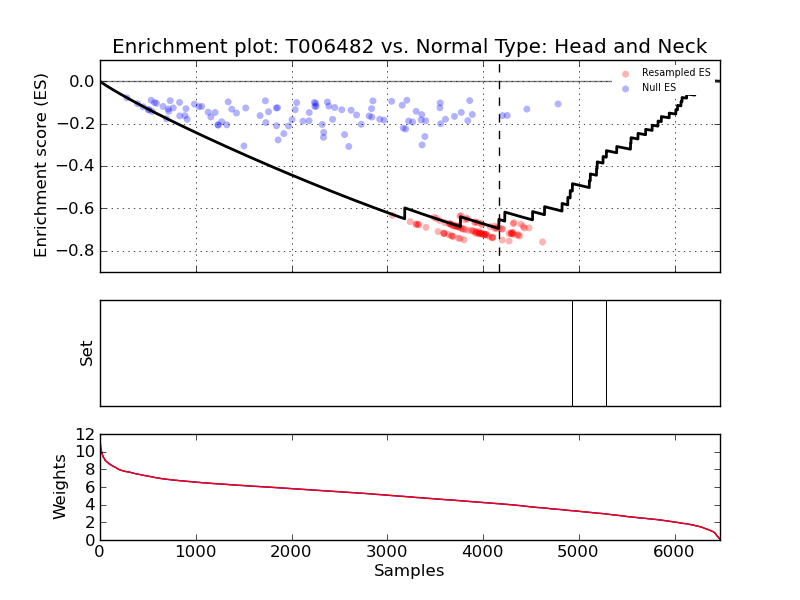 Enrichment plot: T006482 vs. Normal Type: Head and Neck
Enrichment score (ES)
0.0
−0.2
−0.4
−0.6
−0.8
Resampled ES
Null ES
Set
Weights
12
10
8
6
4
2
0
0 1000 2000 3000 4000 5000 6000
Samples